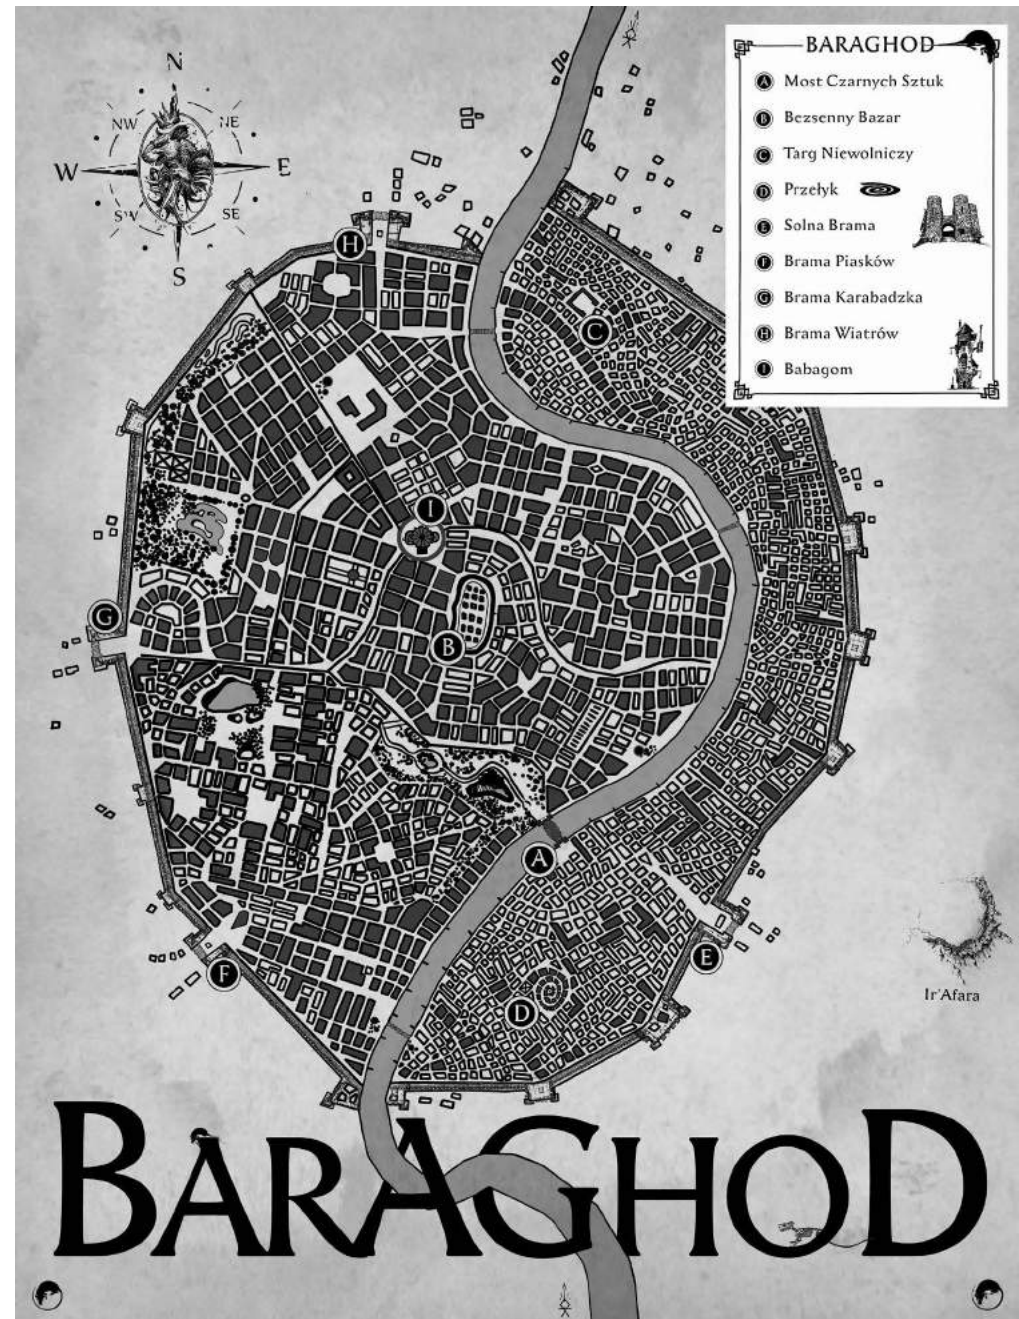 BARAGHOD
A Most Czarnych Sztuk
B Bezsenny Bazar
C Targ Niewolniczy
D Przełyk
E Solna Brama
F Brama Piasków
G Brama Karabadzka
H Brama Wiatrów
I Babagom
N
NW NE
W E
SW SE
S
H
C
I
G
B
A
E
F
D
Ir'Afara
BARAGHOD